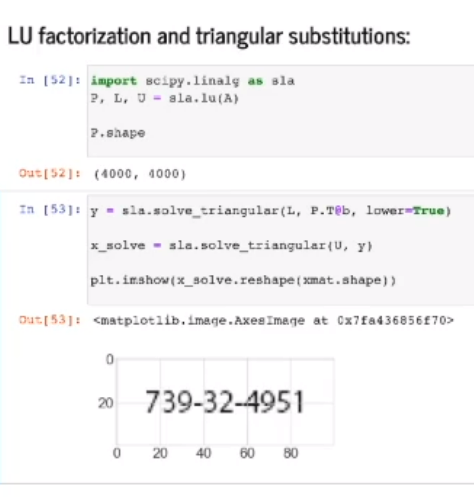 LU factorization and triangular substitutions:
In [52]: import scipy.linalg as sla
P, L, U = sla.lu(A)
P.shape
Out[52]: (4000, 4000)
In [53]: y = sla.solve_triangular(L, P.T@b, lower=True)
x_solve = sla.solve_triangular(U, y)
plt.imshow(x_solve.reshape(xmat.shape))
Out[53]: <matplotlib.image.AxesImage at 0x7fa436856f70>
0
20
739-32-4951
0 20 40 60 80